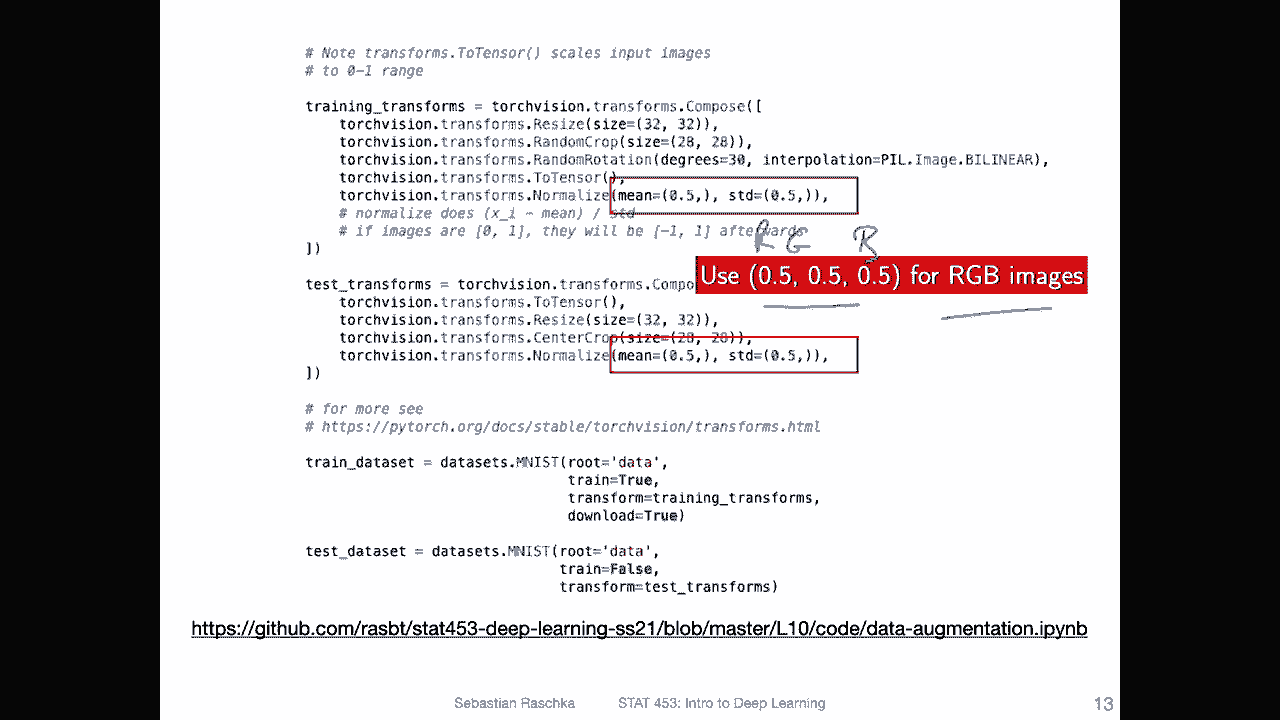 # Note transforms.ToTensor() scales input images
# to 0-1 range
training_transforms = torchvision.transforms.Compose([
torchvision.transforms.Resize(size=(32, 32)),
torchvision.transforms.RandomCrop(size=(28, 28)),
torchvision.transforms.RandomRotation(degrees=30, interpolation=PIL.Image.BILINEAR),
torchvision.transforms.ToTensor(),
torchvision.transforms.Normalize(mean=(0.5,), std=(0.5,)),
# normalize does (x_i - mean) / std
# if images are [0, 1], they will be [-1, 1] afterwards
])
R G B
Use (0.5, 0.5, 0.5) for RGB images
test_transforms = torchvision.transforms.Compo
torchvision.transforms.ToTensor(),
torchvision.transforms.Resize(size=(32, 32)),
torchvision.transforms.CenterCrop(size=(28, 28)),
torchvision.transforms.Normalize(mean=(0.5,), std=(0.5,)),
])
# for more see
# https://pytorch.org/docs/stable/torchvision/transforms.html
train_dataset = datasets.MNIST(root='data',
train=True,
transform=training_transforms,
download=True)
test_dataset = datasets.MNIST(root='data',
train=False,
transform=test_transforms)
https://github.com/rasbt/stat453-deep-learning-ss21/blob/master/L10/code/data-augmentation.ipynb
Sebastian Raschka STAT 453: Intro to Deep Learning 13